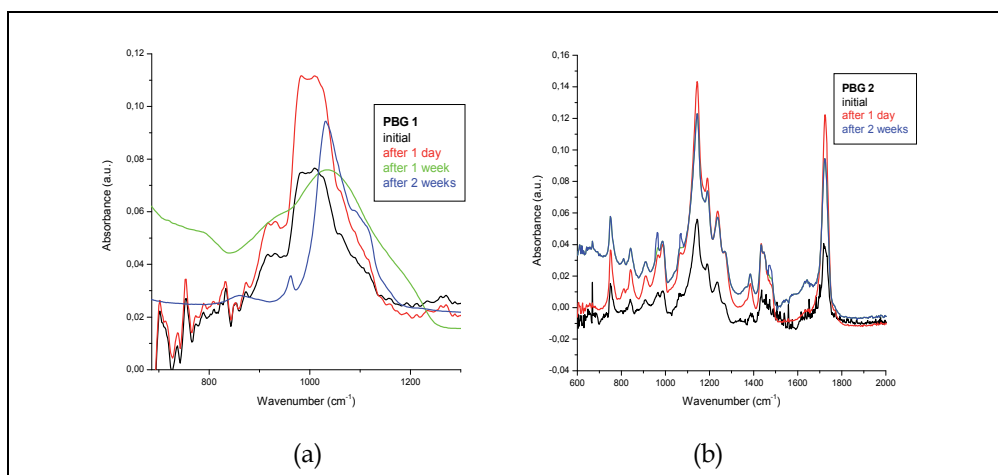 0,12
0,10
0,08
0,06
0,04
0,02
0,00
Absorbance (a.u.)
800
1000
1200
Wavenumber (cm⁻¹)
PBG 1
initial
after 1 day
after 1 week
after 2 weeks
(a)
0,16
0,14
0,12
0,10
0,08
0,06
0,04
0,02
0,00
-0,02
-0,04
Absorbance (a.u.)
600
800
1000
1200
1400
1600
1800
2000
Wavenumber (cm⁻¹)
PBG 2
initial
after 1 day
after 2 weeks
(b)